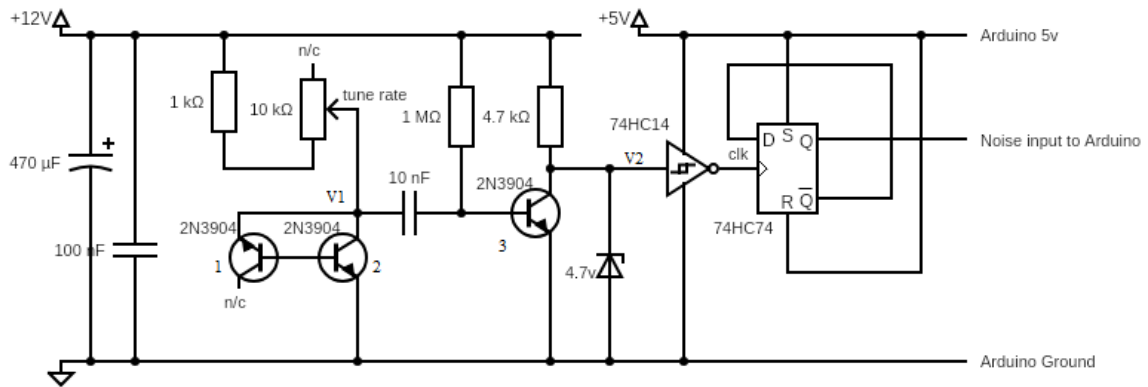 +12V
+5V
Arduino 5v
n/c
1 kΩ
10 kΩ
tune rate
1 MΩ
4.7 kΩ
74HC14
D
S
Q
Noise input to Arduino
470 µF
+
V1
10 nF
2N3904
V2
clk
R
Q
74HC74
2N3904
2N3904
100 nF
1
2
3
4.7v
n/c
Arduino Ground